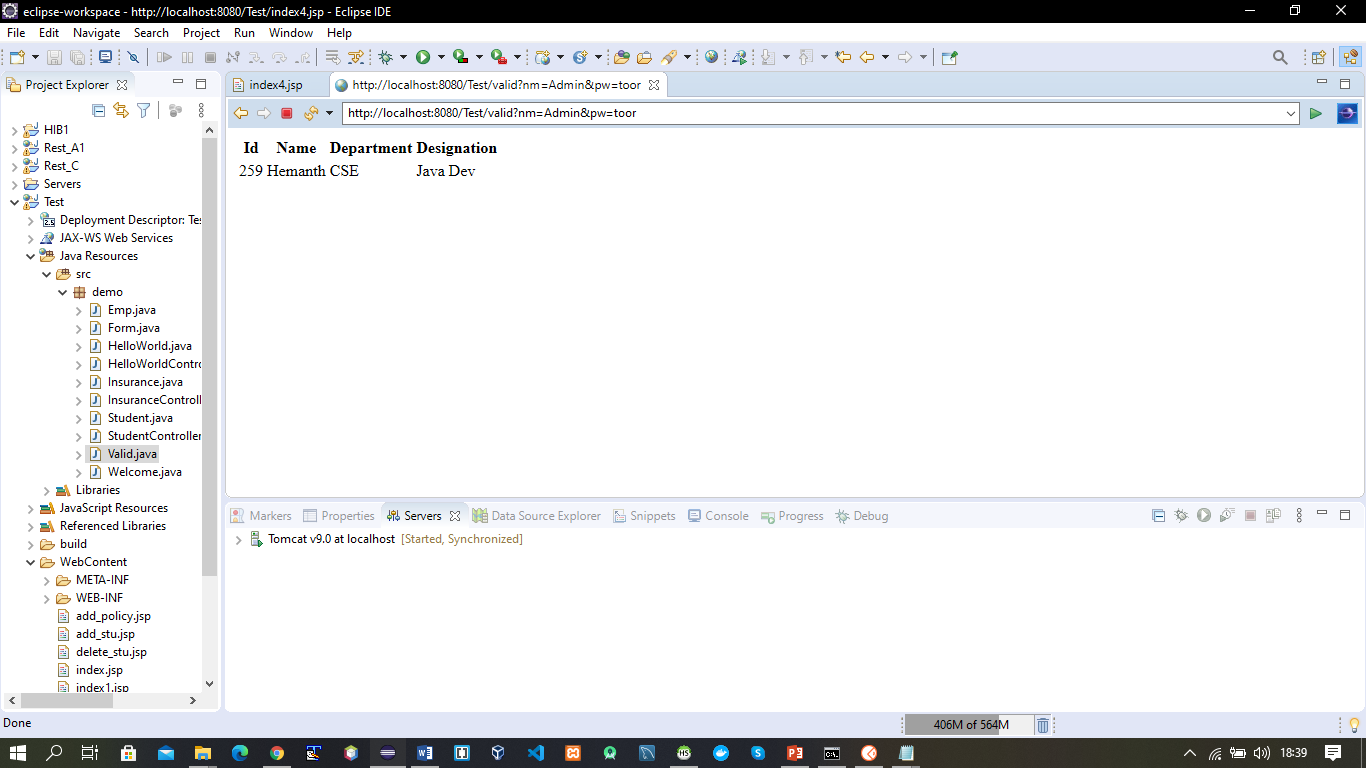 eclipse-workspace - http://localhost:8080/Test/index4.jsp - Eclipse IDE
File Edit Navigate Search Project Run Window Help
Project Explorer
index4.jsp
http://localhost:8080/Test/valid?nm=Admin&pw=toor
http://localhost:8080/Test/valid?nm=Admin&pw=toor
HIB1
Rest_A1
Rest_C
Servers
Test
Deployment Descriptor: Tes
JAX-WS Web Services
Java Resources
src
demo
Emp.java
Form.java
HelloWorld.java
HelloWorldContro
Insurance.java
InsuranceControll
Student.java
StudentController
Valid.java
Welcome.java
Libraries
JavaScript Resources
Referenced Libraries
build
WebContent
META-INF
WEB-INF
add_policy.jsp
add_stu.jsp
delete_stu.jsp
index.jsp
index1.jsp
Id Name Department Designation
259 Hemanth CSE Java Dev
Markers Properties Servers Data Source Explorer Snippets Console Progress Debug
Tomcat v9.0 at localhost [Started, Synchronized]
Done
406M of 564M
18:39